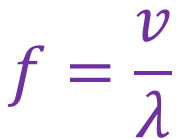 f = v/λ